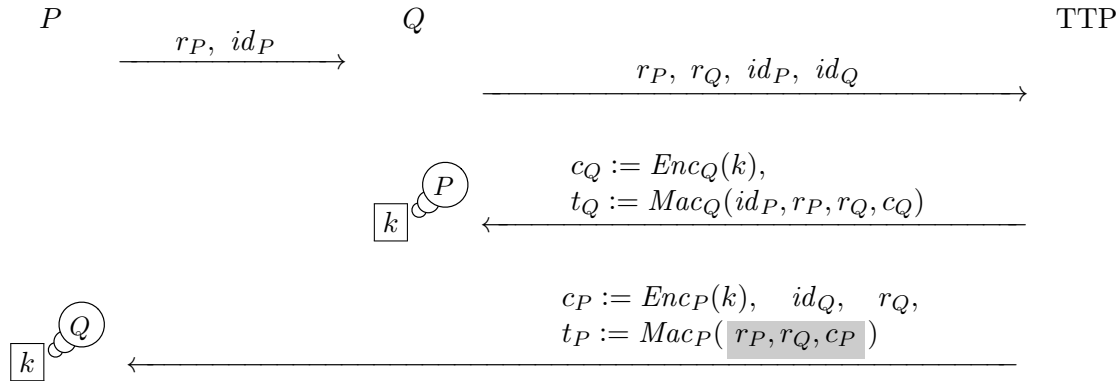 P Q TTP
r_P, id_P
r_P, r_Q, id_P, id_Q
c_Q := Enc_Q(k),
P
t_Q := Mac_Q(id_P, r_P, r_Q, c_Q)
k
c_P := Enc_P(k), id_Q, r_Q,
Q
t_P := Mac_P( r_P, r_Q, c_P )
k